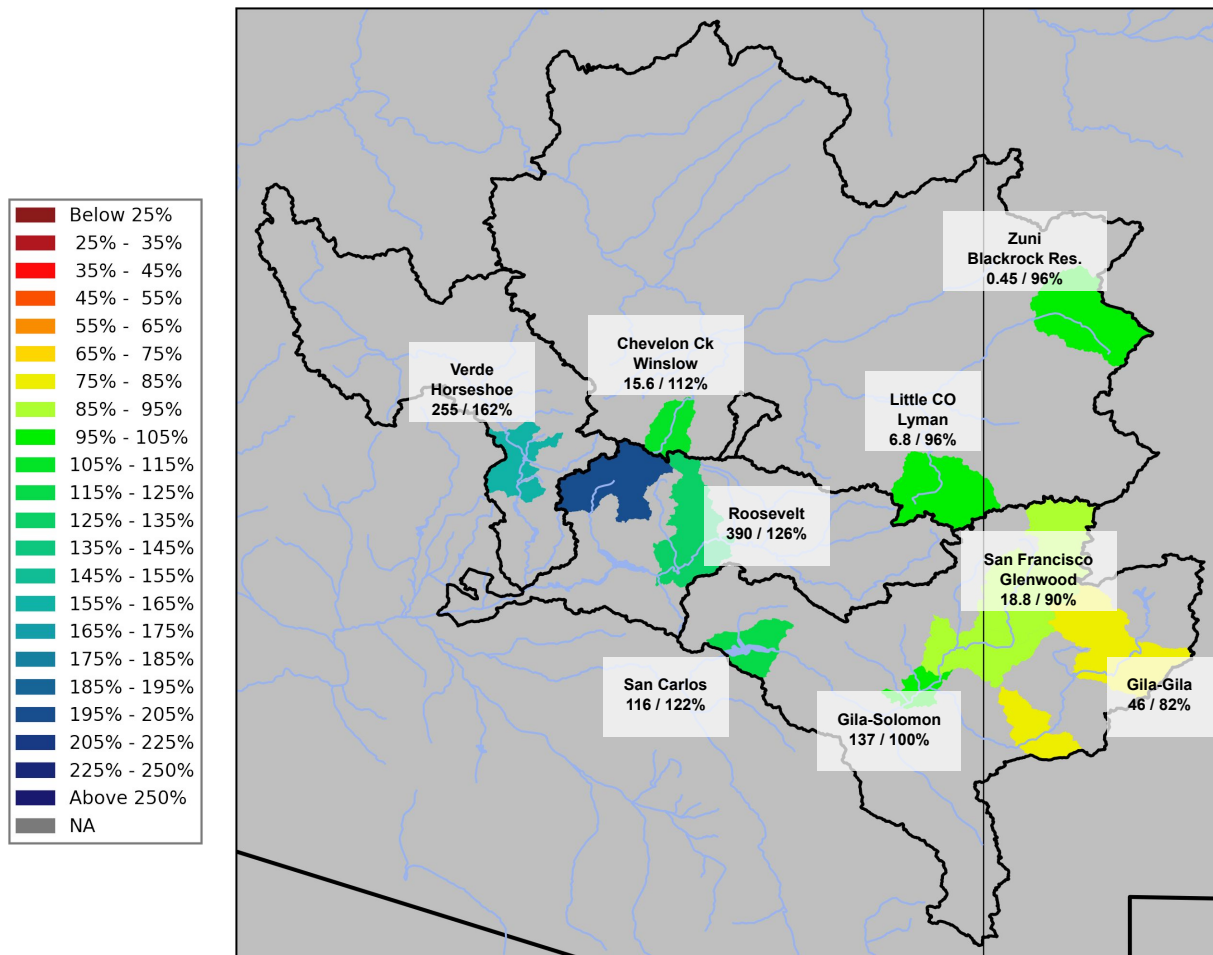 Below 25%
25% - 35%
35% - 45%
45% - 55%
55% - 65%
65% - 75%
75% - 85%
85% - 95%
95% - 105%
105% - 115%
115% - 125%
125% - 135%
135% - 145%
145% - 155%
155% - 165%
165% - 175%
175% - 185%
185% - 195%
195% - 205%
205% - 225%
225% - 250%
Above 250%
NA
Zuni
Blackrock Res.
0.45 / 96%
Chevelon Ck
Winslow
15.6 / 112%
Verde
Horseshoe
255 / 162%
Little CO
Lyman
6.8 / 96%
Roosevelt
390 / 126%
San Francisco
Glenwood
18.8 / 90%
San Carlos
116 / 122%
Gila-Solomon
137 / 100%
Gila-Gila
46 / 82%